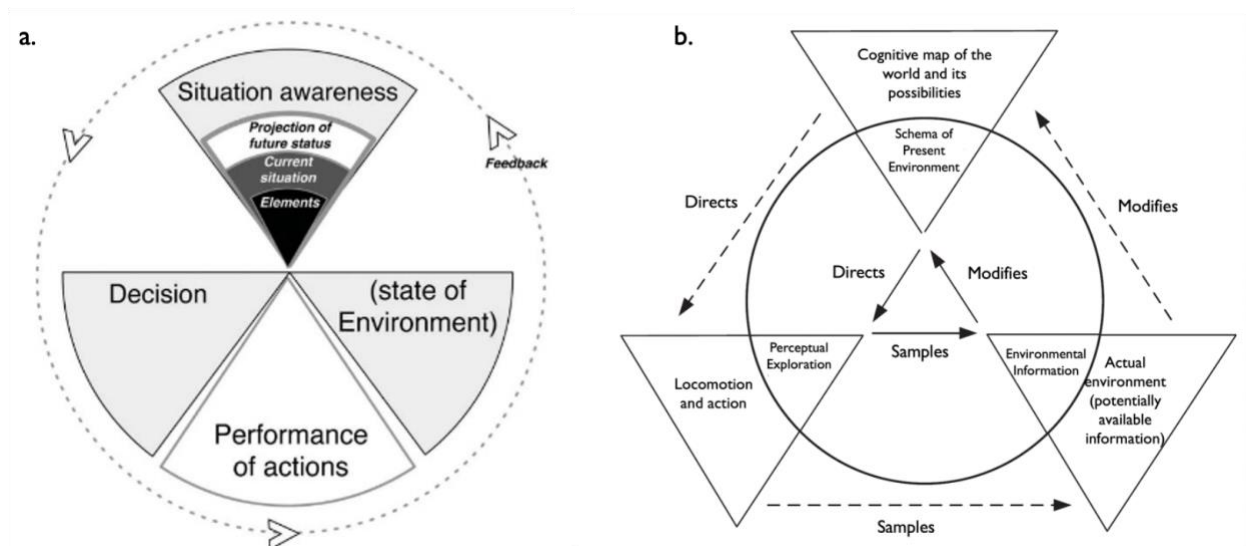 a.
Situation awareness
Projection of
future status
Current
situation
Elements
Feedback
Decision
(state of
Environment)
Performance
of actions
b.
Cognitive map of the
world and its
possibilities
Schema of
Present
Environment
Directs
Modifies
Directs
Modifies
Samples
Perceptual
Exploration
Locomotion
and action
Environmental
Information
Actual
environment
(potentially
available
information)
Samples